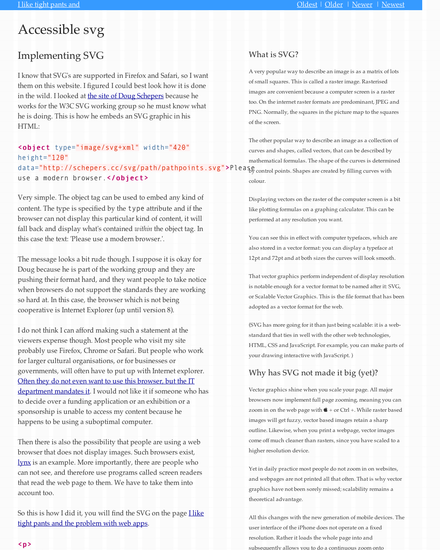 I like tight pants and
Oldest | Older | Newer | Newest
Accessible svg
Implementing SVG
I know that SVG's are supported in Firefox and Safari, so I want
them on this website. I figured I could best look how it is done
in the wild. I looked at the site of Doug Schepers because he
works for the W3C SVG working group so he must know what
he is doing. This is how he embeds an SVG graphic in his
HTML:
<object type="image/svg+xml" width="420"
height="120"
data="http://schepers.cc/svg/path/pathpoints.svg">Please
use a modern browser.</object>
Very simple. The object tag can be used to embed any kind of
content. The type is specified by the type attribute and if the
browser can not display this particular kind of content, it will
fall back and display what's contained within the object tag. In
this case the text: 'Please use a modern browser.'.
The message looks a bit rude though. I suppose it is okay for
Doug because he is part of the working group and they are
pushing their format hard, and they want people to take notice
when browsers do not support the standards they are working
so hard at. In this case, the browser which is not being
cooperative is Internet Explorer (up until version 8).
I do not think I can afford making such a statement at the
viewers expense though. Most people who visit my site
probably use Firefox, Chrome or Safari. But people who work
for larger cultural organisations, or for businesses or
governments, will often have to put up with Internet explorer.
Often they do not even want to use this browser, but the IT
department mandates it. I would not like it if someone who has
to decide over a funding application or an exhibition or a
sponsorship is unable to access my content because he
happens to be using a suboptimal computer.
Then there is also the possibility that people are using a web
browser that does not display images. Such browsers exist,
lynx is an example. More importantly, there are people who
can not see, and therefore use programs called screen readers
that read the web page to them. We have to take them into
account too.
So this is how I did it, you will find the SVG on the page I like
tight pants and the problem with web apps.
<p>
What is SVG?
A very popular way to describe an image is as a matrix of lots
of small squares. This is called a raster image. Rasterised
images are convenient because a computer screen is a raster
too. On the internet raster formats are predominant, JPEG and
PNG. Normally, the squares in the picture map to the squares
of the screen.
The other popular way to describe an image as a collection of
curves and shapes, called vectors, that can be described by
mathematical formulas. The shape of the curves is determined
by control points. Shapes are created by filling curves with
colour.
Displaying vectors on the raster of the computer screen is a bit
like plotting formulas on a graphing calculator. This can be
performed at any resolution you want.
You can see this in effect with computer typefaces, which are
also stored in a vector format: you can display a typeface at
12pt and 72pt and at both sizes the curves will look smooth.
That vector graphics perform independent of display resolution
is notable enough for a vector format to be named after it SVG,
or Scalable Vector Graphics. This is the file format that has been
adopted as a vector format for the web.
(SVG has more going for it than just being scalable: it is a web-
standard that ties in well with the other web technologies,
HTML, CSS and JavaScript. For example, you can make parts of
your drawing interactive with JavaScript.)
Why has SVG not made it big (yet)?
Vector graphics shine when you scale your page. All major
browsers now implement full page zooming, meaning you can
zoom in on the web page with + or Ctrl +. While raster based
images will get fuzzy, vector based images retain a sharp
outline. Likewise, when you print a webpage, vector images
come off much cleaner than rasters, since you have scaled to a
higher resolution device.
Yet in daily practice most people do not zoom in on websites,
and webpages are not printed all that often. That is why vector
graphics have not been sorely missed; scalability remains a
theoretical advantage.
All this changes with the new generation of mobile devices. The
user interface of the iPhone does not operate on a fixed
resolution. Rather it loads the whole page into and
subsequently allows you to do a continuous zoom onto